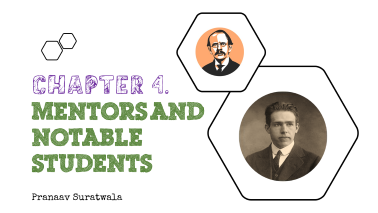 CHAPTER 4.
MENTORS AND
NOTABLE
STUDENTS
Pranaav Suratwala